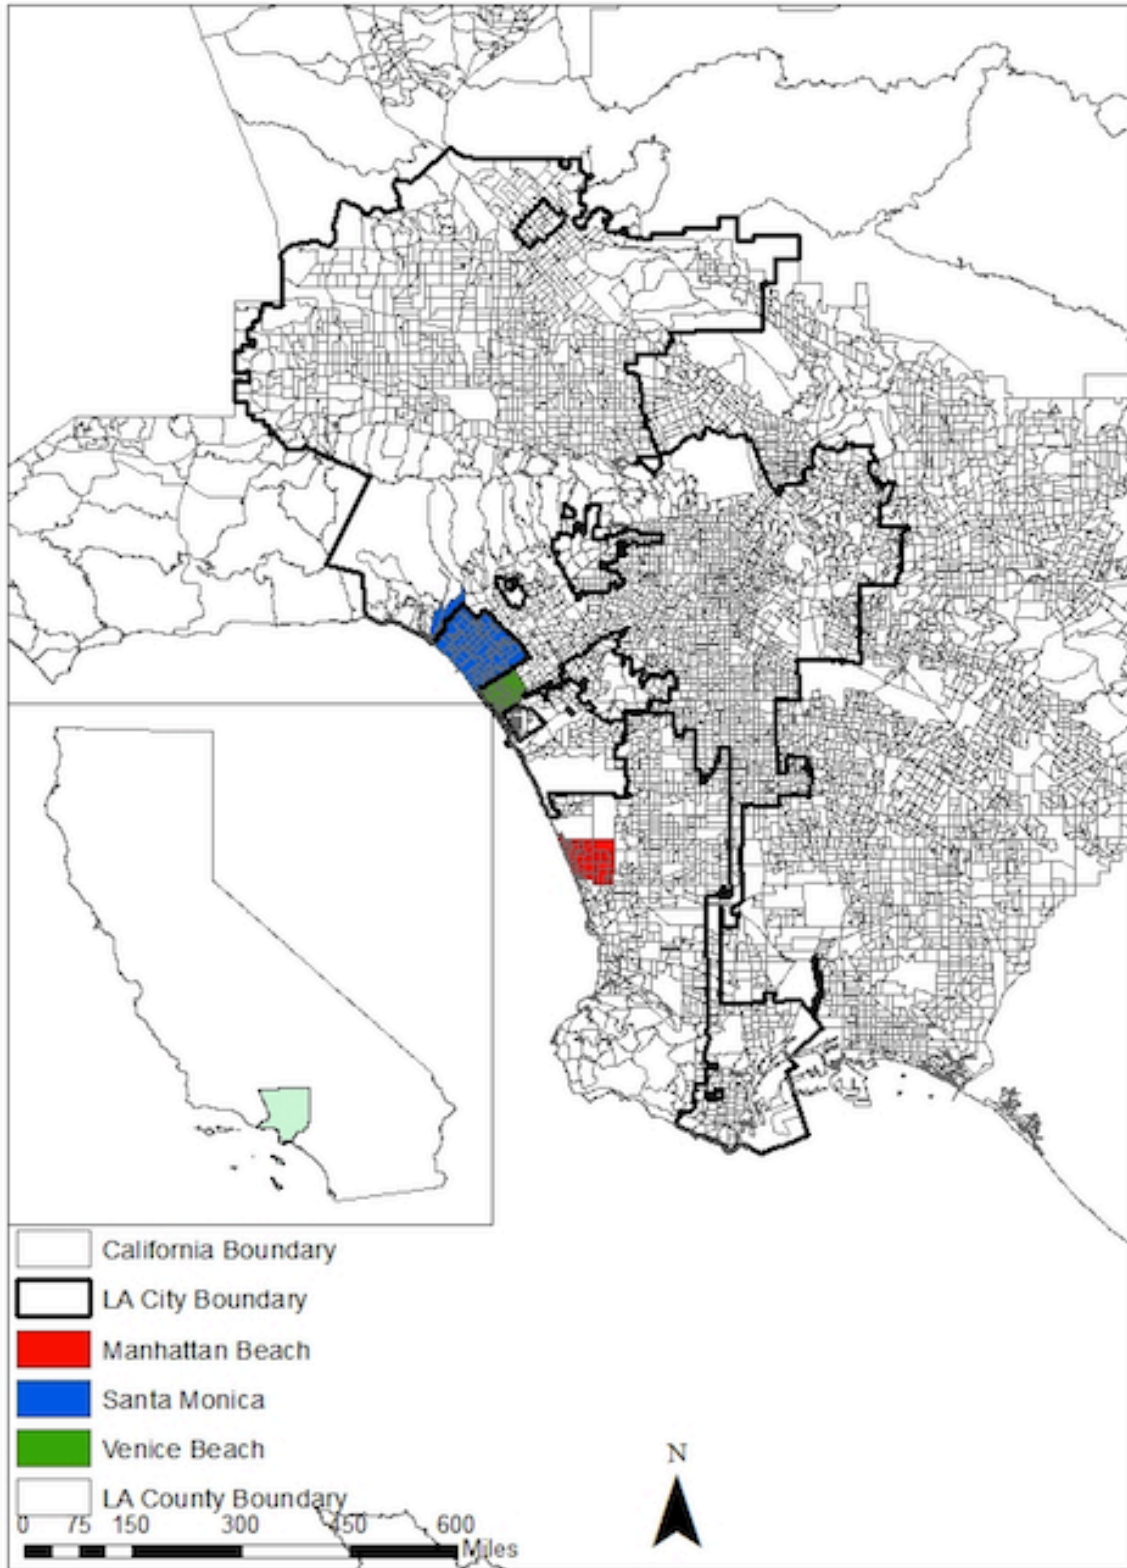 California Boundary
LA City Boundary
Manhattan Beach
Santa Monica
Venice Beach
LA County Boundary
N
0 75 150 300 450 600
Miles